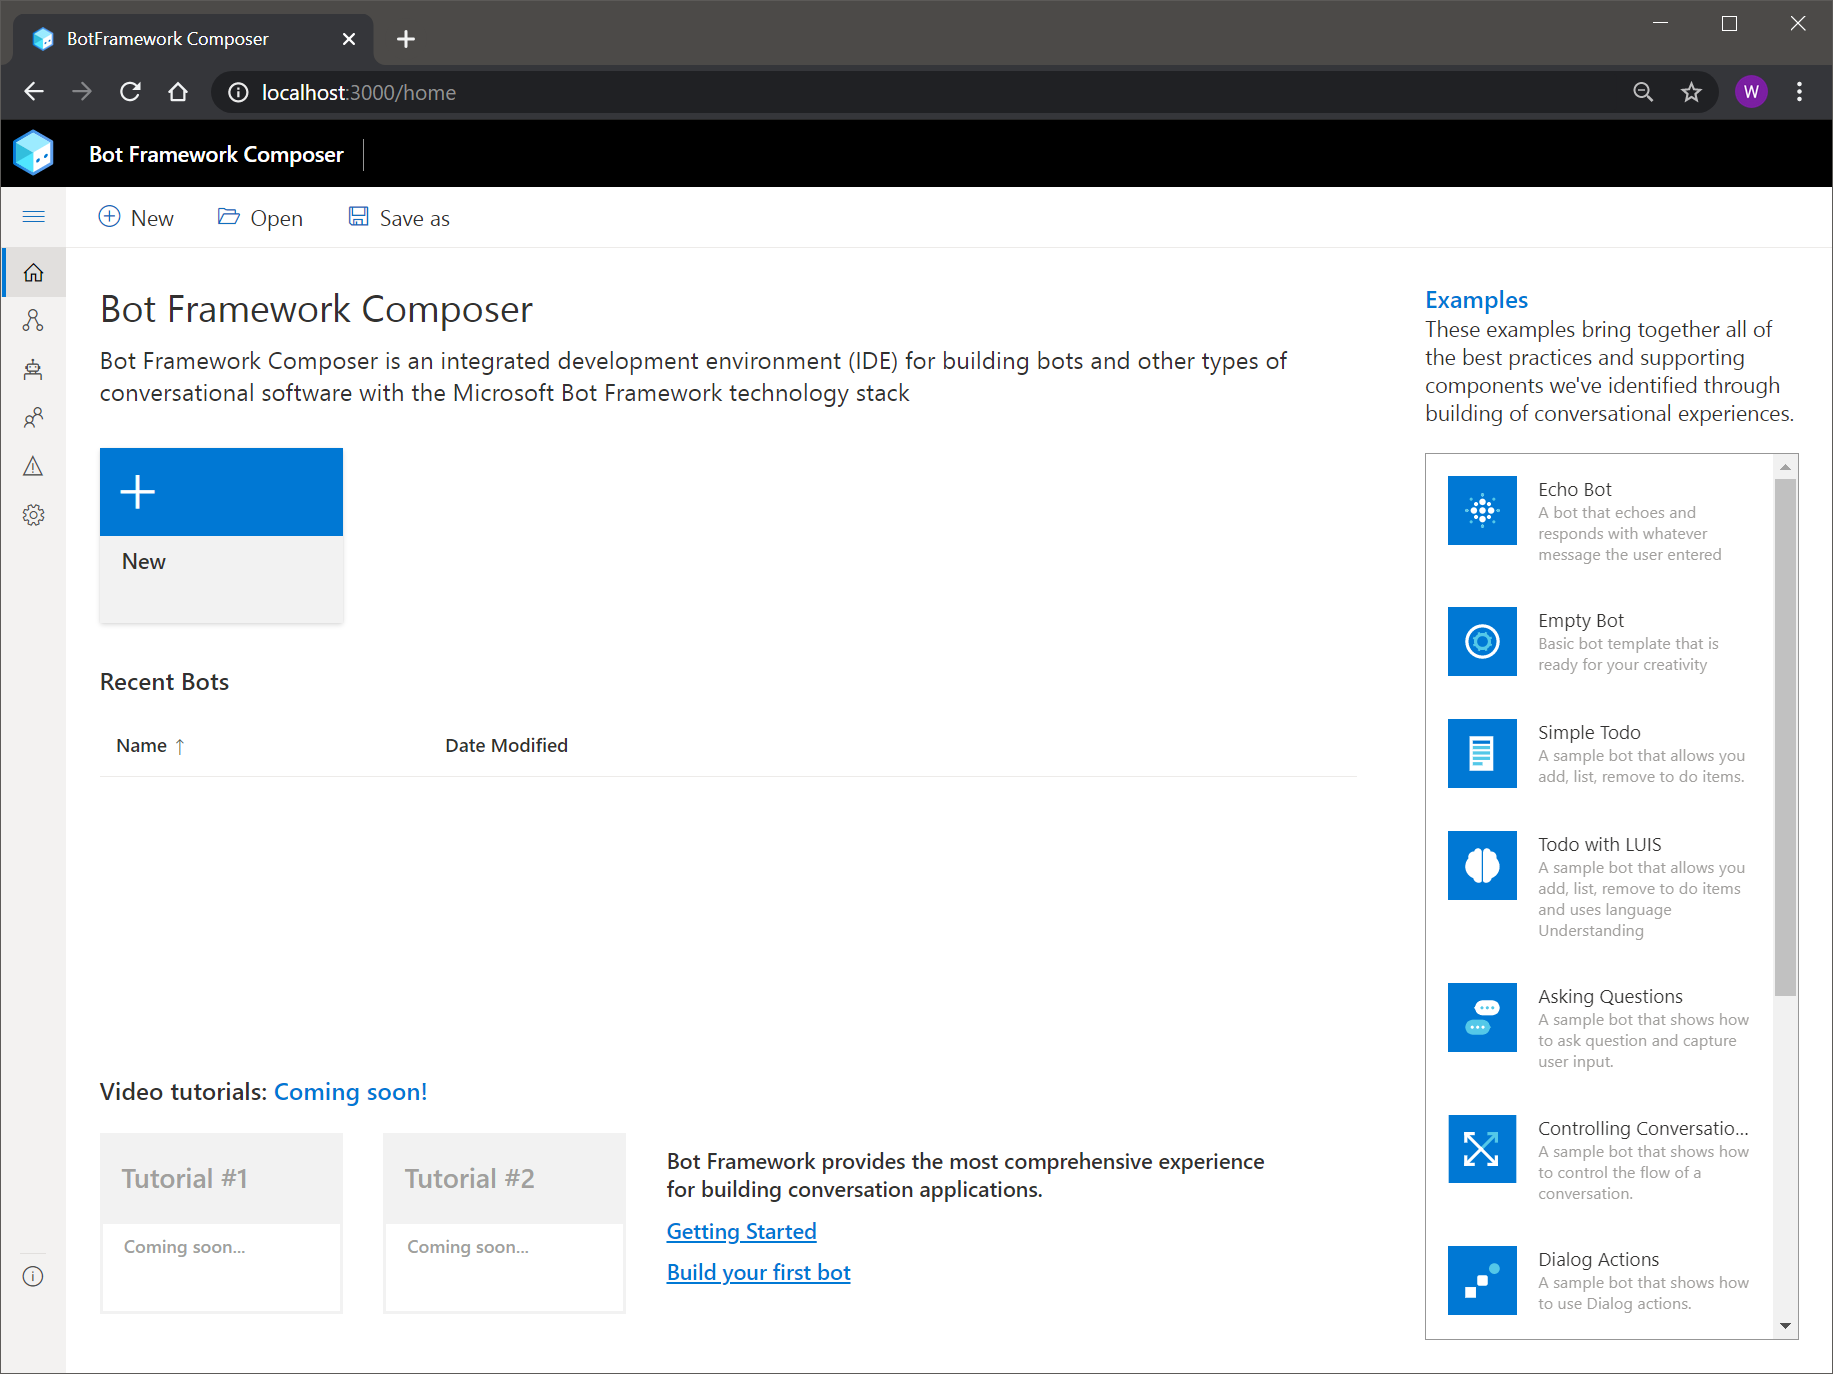 BotFramework Composer
localhost:3000/home
W
Bot Framework Composer
New
Open
Save as
Bot Framework Composer
Bot Framework Composer is an integrated development environment (IDE) for building bots and other types of
conversational software with the Microsoft Bot Framework technology stack
New
Recent Bots
Name ↑
Date Modified
Video tutorials: Coming soon!
Tutorial #1
Coming soon...
Tutorial #2
Coming soon...
Bot Framework provides the most comprehensive experience
for building conversation applications.
Getting Started
Build your first bot
Examples
These examples bring together all of
the best practices and supporting
components we've identified through
building of conversational experiences.
Echo Bot
A bot that echoes and
responds with whatever
message the user entered
Empty Bot
Basic bot template that is
ready for your creativity
Simple Todo
A sample bot that allows you
add, list, remove to do items.
Todo with LUIS
A sample bot that allows you
add, list, remove to do items
and uses language
Understanding
Asking Questions
A sample bot that shows how
to ask question and capture
user input.
Controlling Conversatio...
A sample bot that shows how
to control the flow of a
conversation.
Dialog Actions
A sample bot that shows how
to use Dialog actions.